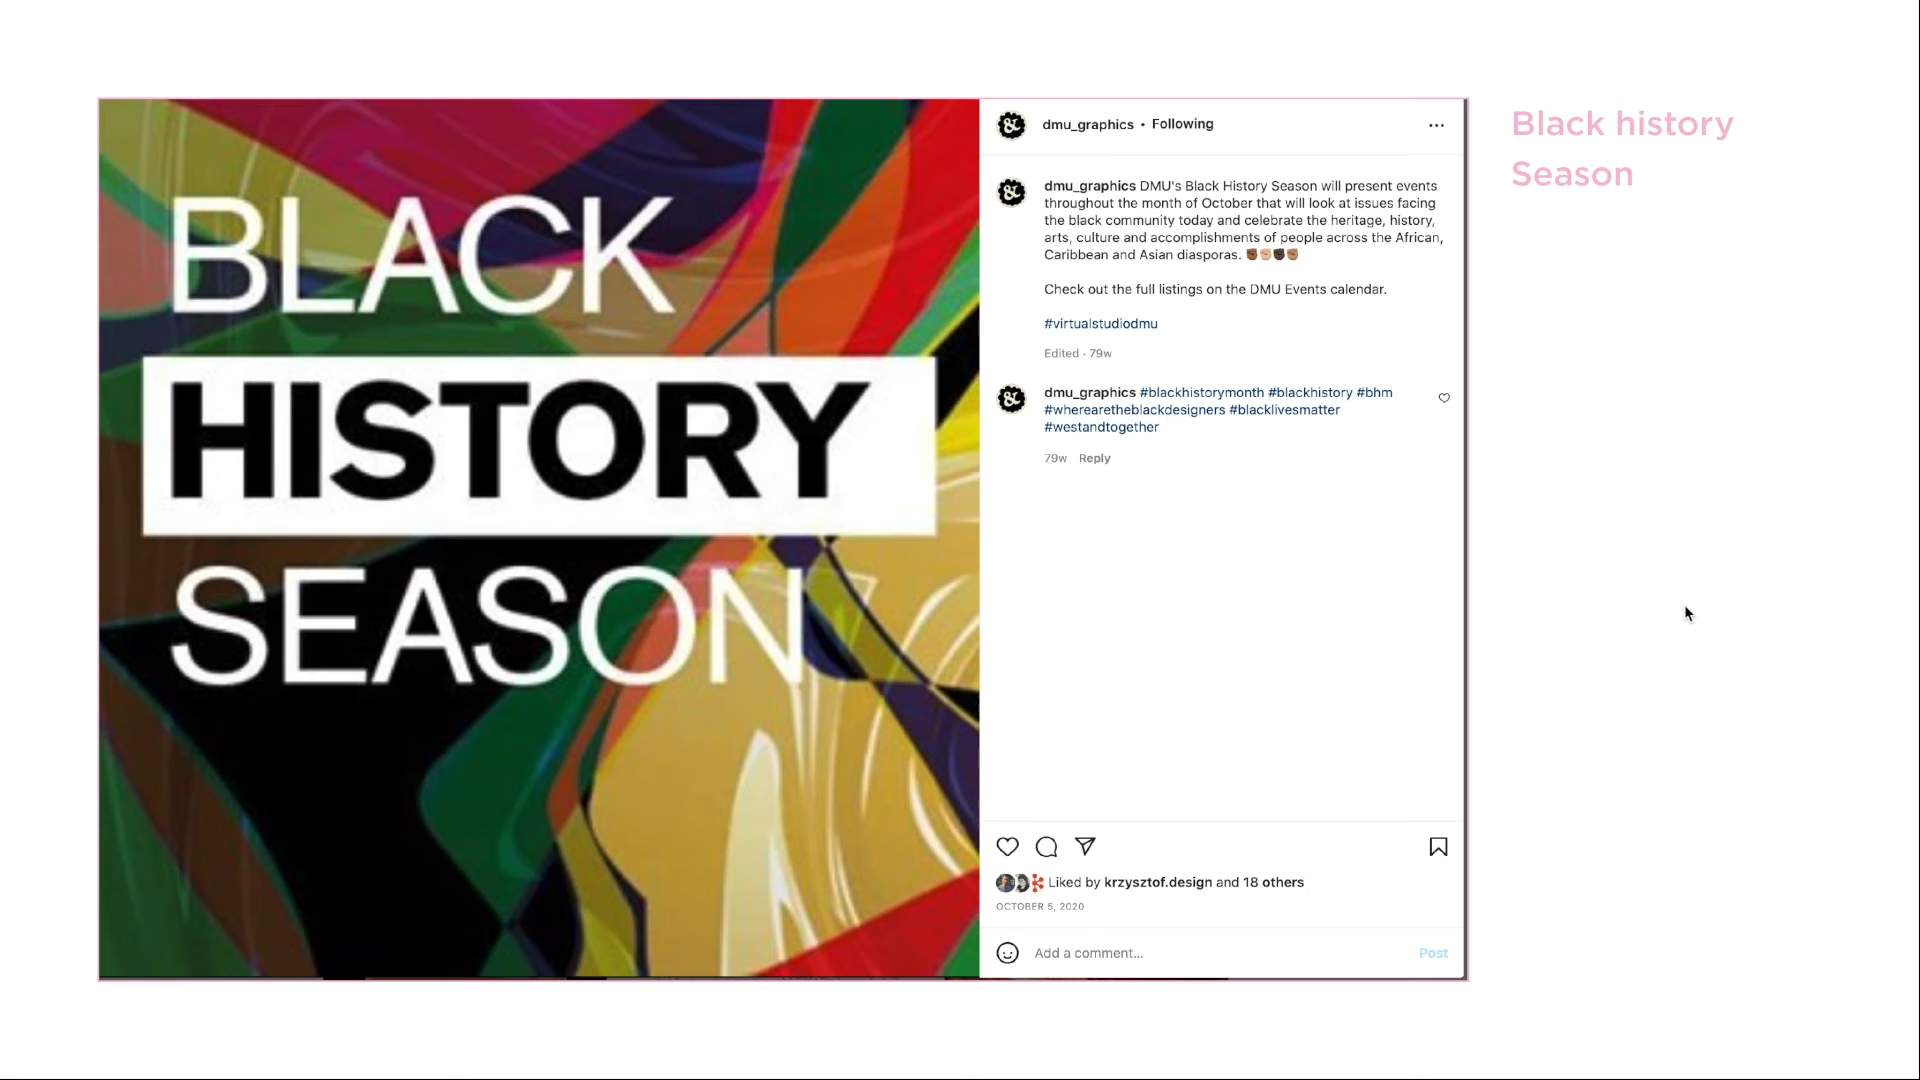 BLACK
HISTORY
SEASON
dmu_graphics • Following
dmu_graphics DMU's Black History Season will present events
throughout the month of October that will look at issues facing
the black community today and celebrate the heritage, history,
arts, culture and accomplishments of people across the African,
Caribbean and Asian diasporas. ✊🏾✊🏼✊🏿✊🏽
Check out the full listings on the DMU Events calendar.
#virtualstudiodmu
Edited · 79w
dmu_graphics #blackhistorymonth #blackhistory #bhm
#wherearetheblackdesigners #blacklivesmatter
#westandtogether
79w Reply
Liked by krzysztof.design and 18 others
OCTOBER 5, 2020
Add a comment...
Post
Black history
Season